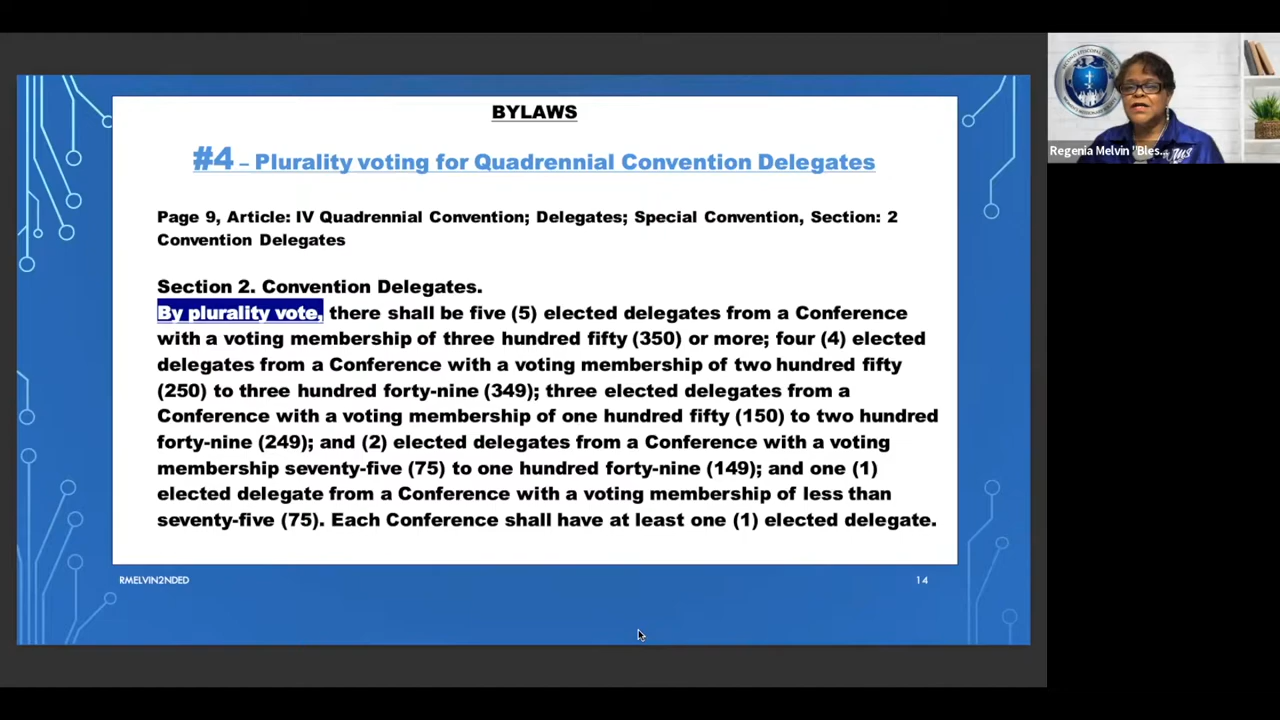 BYLAWS
#4 – Plurality voting for Quadrennial Convention Delegates
Page 9, Article: IV Quadrennial Convention; Delegates; Special Convention, Section: 2
Convention Delegates
Section 2. Convention Delegates.
By plurality vote, there shall be five (5) elected delegates from a Conference
with a voting membership of three hundred fifty (350) or more; four (4) elected
delegates from a Conference with a voting membership of two hundred fifty
(250) to three hundred forty-nine (349); three elected delegates from a
Conference with a voting membership of one hundred fifty (150) to two hundred
forty-nine (249); and (2) elected delegates from a Conference with a voting
membership seventy-five (75) to one hundred forty-nine (149); and one (1)
elected delegate from a Conference with a voting membership of less than
seventy-five (75). Each Conference shall have at least one (1) elected delegate.
RMELVIN2NDED
14
Regenia Melvin "Bles...